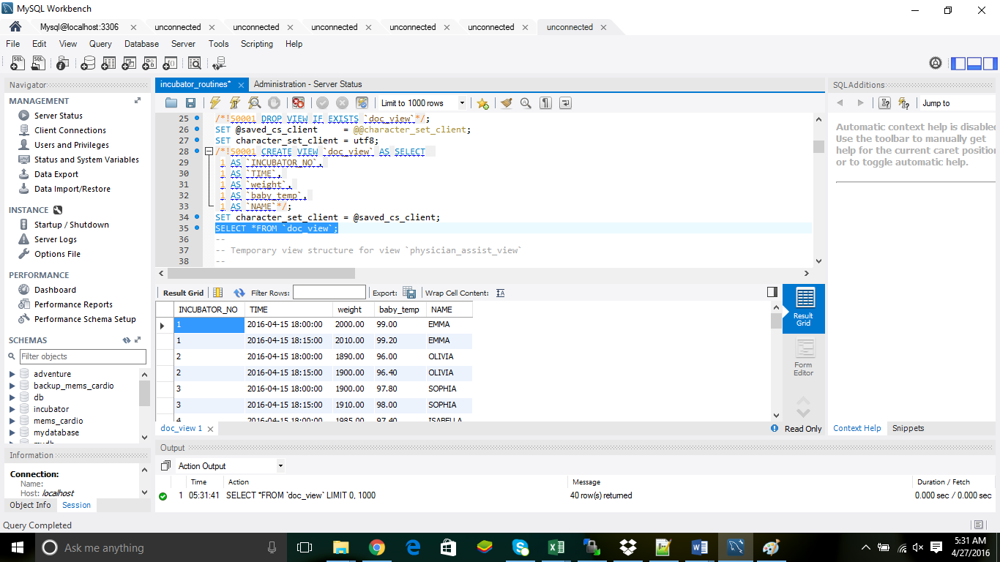 MySQL Workbench
Mysql@localhost:3306 unconnected unconnected unconnected unconnected unconnected unconnected
File Edit View Query Database Server Tools Scripting Help
Navigator
MANAGEMENT
Server Status
Client Connections
Users and Privileges
Status and System Variables
Data Export
Data Import/Restore
INSTANCE
Startup / Shutdown
Server Logs
Options File
PERFORMANCE
Dashboard
Performance Reports
Performance Schema Setup
SCHEMAS
Filter objects
adventure
backup_mems_cardio
db
incubator
mems_cardio
mydatabase
mydb
Information
Connection:
Name:
Host: localhost
Object Info Session
incubator_routines* Administration - Server Status
Limit to 1000 rows
25 /*!50001 DROP VIEW IF EXISTS `doc_view`*/;
26 SET @saved_cs_client     = @@character_set_client;
27 SET character_set_client = utf8;
28 /*!50001 CREATE VIEW `doc_view` AS SELECT
29 1 AS `INCUBATOR_NO`,
30 1 AS `TIME`,
31 1 AS `weight`,
32 1 AS `baby_temp`,
33 1 AS `NAME`*/;
34 SET character_set_client = @saved_cs_client;
35 SELECT *FROM `doc_view`;
36 --
37 -- Temporary view structure for view `physician_assist_view`
38 --
Result Grid Filter Rows: Export: Wrap Cell Content:
INCUBATOR_NO TIME weight baby_temp NAME
1 2016-04-15 18:00:00 2000.00 99.00 EMMA
1 2016-04-15 18:15:00 2010.00 99.20 EMMA
2 2016-04-15 18:00:00 1890.00 96.00 OLIVIA
2 2016-04-15 18:15:00 1900.00 96.40 OLIVIA
3 2016-04-15 18:00:00 1900.00 97.80 SOPHIA
3 2016-04-15 18:15:00 1910.00 98.00 SOPHIA
4 2016-04-15 18:00:00 1985.00 97.40 ISABELLA
Result
Grid
Form
Editor
doc_view 1
Read Only
SQLAdditions
Jump to
Automatic context help is disabled
Use the toolbar to manually get
help for the current caret position
or to toggle automatic help.
Context Help Snippets
Output
Action Output
Time Action Message Duration / Fetch
1 05:31:41 SELECT *FROM `doc_view` LIMIT 0, 1000 40 row(s) returned 0.000 sec / 0.000 sec
Query Completed
Ask me anything
5:31 AM
4/27/2016